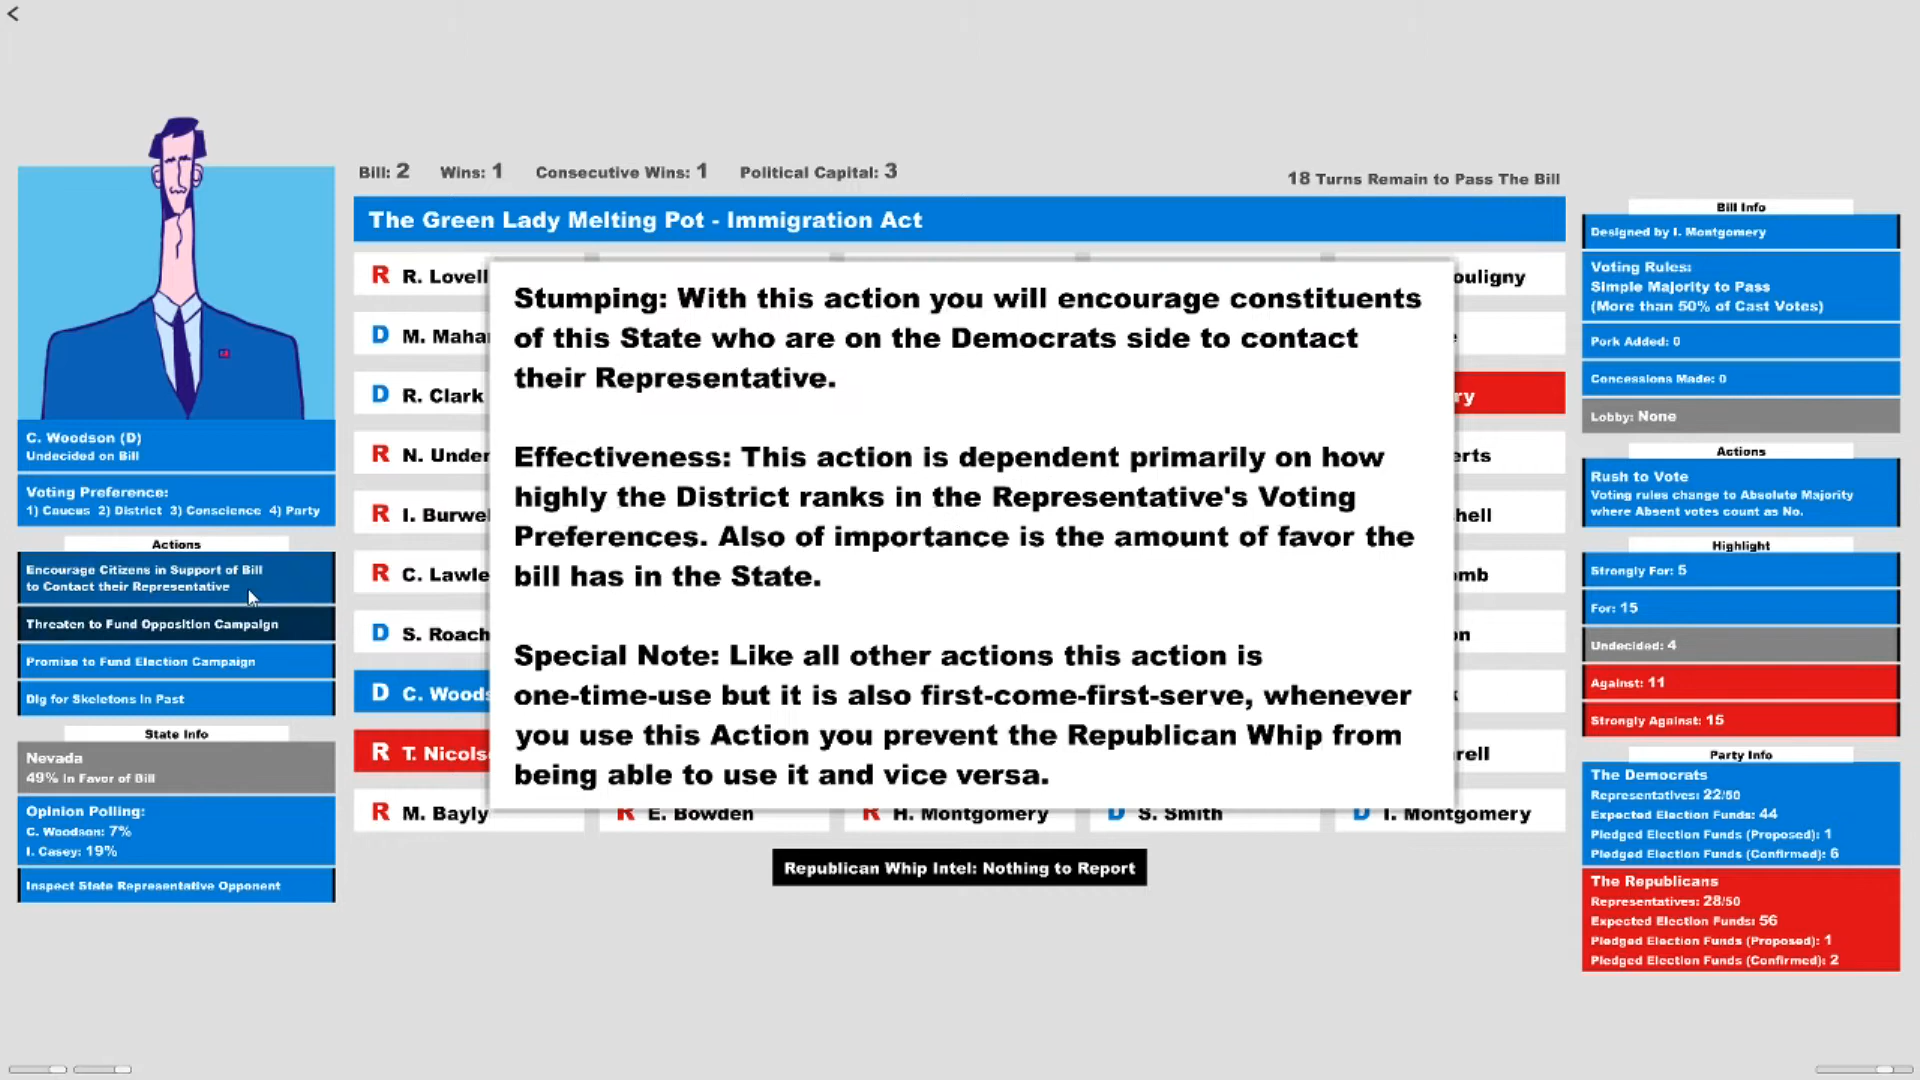 Bill: 2 Wins: 1 Consecutive Wins: 1 Political Capital: 3
18 Turns Remain to Pass The Bill
The Green Lady Melting Pot - Immigration Act
C. Woodson (D)
Undecided on Bill
Voting Preference:
1) Caucus 2) District 3) Conscience 4) Party
Actions
Encourage Citizens in Support of Bill
to Contact their Representative
Threaten to Fund Opposition Campaign
Promise to Fund Election Campaign
Dig for Skeletons In Past
State Info
Nevada
49% In Favor of Bill
Opinion Polling:
C. Woodson: 7%
I. Casey: 19%
Inspect State Representative Opponent
R R. Lovell
D M. Maha
D R. Clark
R N. Under
R I. Burwe
R C. Lawle
D S. Roach
D C. Woods
R T. Nicols
R M. Bayly
R E. Bowden
R H. Montgomery
D S. Smith
D I. Montgomery
Stumping: With this action you will encourage constituents
of this State who are on the Democrats side to contact
their Representative.
Effectiveness: This action is dependent primarily on how
highly the District ranks in the Representative's Voting
Preferences. Also of importance is the amount of favor the
bill has in the State.
Special Note: Like all other actions this action is
one-time-use but it is also first-come-first-serve, whenever
you use this Action you prevent the Republican Whip from
being able to use it and vice versa.
ouligny
ry
erts
hell
mb
on
rell
Republican Whip Intel: Nothing to Report
Bill Info
Designed by I. Montgomery
Voting Rules:
Simple Majority to Pass
(More than 50% of Cast Votes)
Pork Added: 0
Concessions Made: 0
Lobby: None
Actions
Rush to Vote
Voting rules change to Absolute Majority
where Absent votes count as No.
Highlight
Strongly For: 5
For: 15
Undecided: 4
Against: 11
Strongly Against: 15
Party Info
The Democrats
Representatives: 22/50
Expected Election Funds: 44
Pledged Election Funds (Proposed): 1
Pledged Election Funds (Confirmed): 6
The Republicans
Representatives: 28/50
Expected Election Funds: 56
Pledged Election Funds (Proposed): 1
Pledged Election Funds (Confirmed): 2